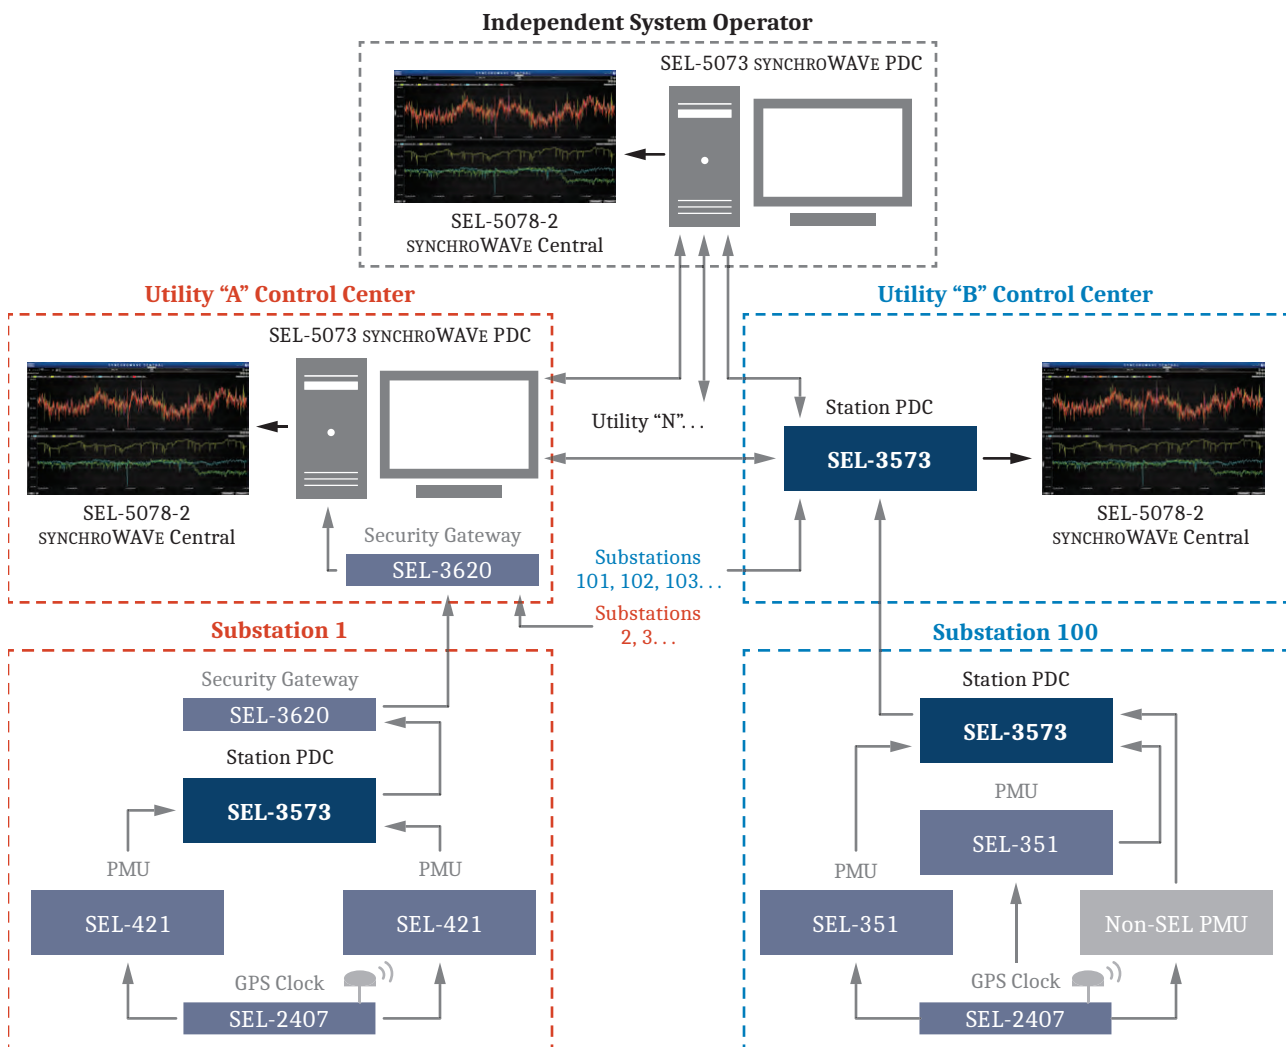 Independent System Operator
SEL-5073 SYNCHROWAVE PDC
SEL-5078-2
SYNCHROWAVE Central
Utility “A” Control Center
SEL-5073 SYNCHROWAVE PDC
SEL-5078-2
SYNCHROWAVE Central
Security Gateway
SEL-3620
Utility “N”. . .
Utility “B” Control Center
Station PDC
SEL-3573
SEL-5078-2
SYNCHROWAVE Central
Substations
101, 102, 103. . .
Substations
2, 3. . .
Substation 1
Security Gateway
SEL-3620
Station PDC
SEL-3573
PMU
PMU
SEL-421
SEL-421
GPS Clock
SEL-2407
Substation 100
Station PDC
SEL-3573
PMU
SEL-351
PMU
SEL-351
Non-SEL PMU
GPS Clock
SEL-2407